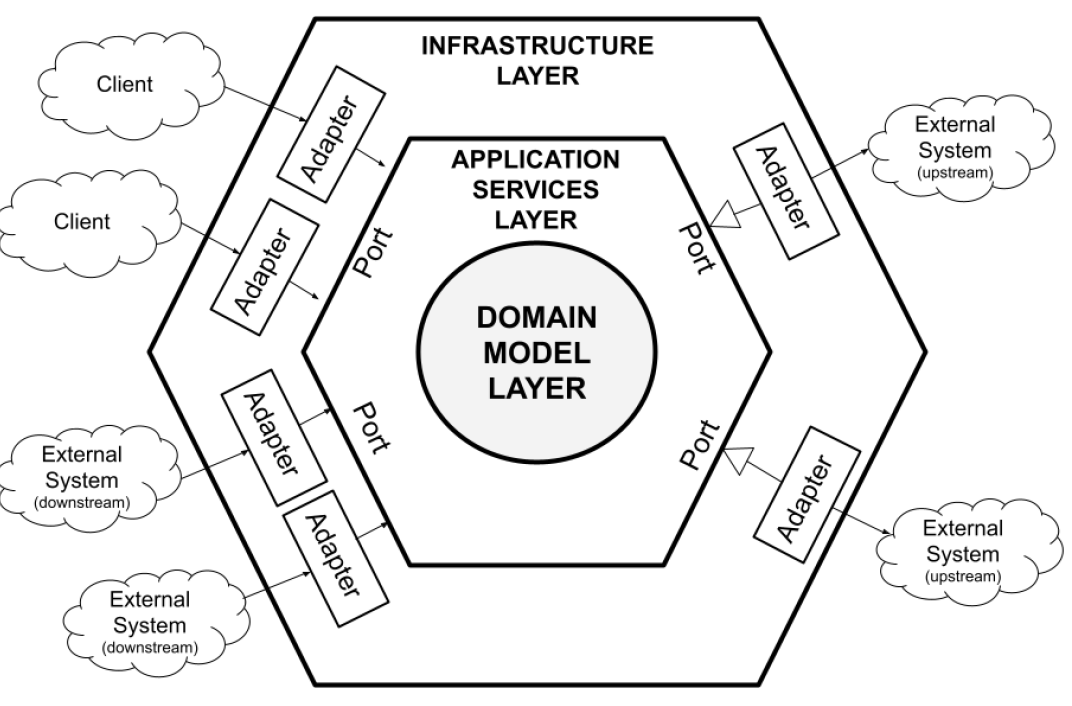 INFRASTRUCTURE
LAYER
Client
Adapter
Client
Adapter
APPLICATION
SERVICES
LAYER
Port
Port
Adapter
External
System
(upstream)
DOMAIN
MODEL
LAYER
External
System
(downstream)
Adapter
Port
Adapter
External
System
(downstream)
Port
Adapter
External
System
(upstream)